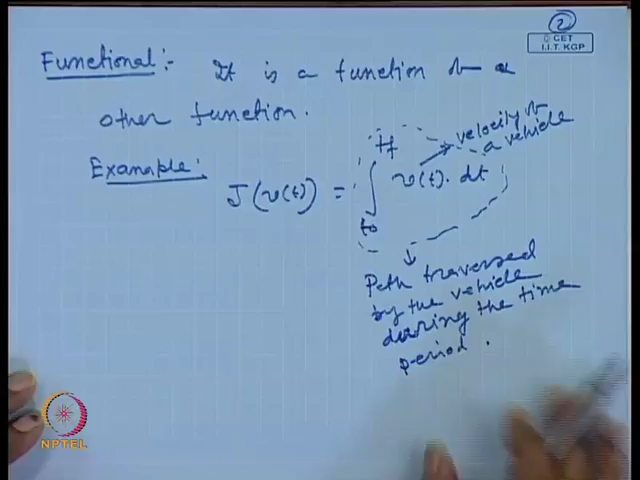 2
© CET
I.I.T. KGP
Functional :- It is a function of a
other function.
Example:
J(v(t)) = ∫ v(t). dt
tf
t0
velocity of
a vehicle
Path traversed
by the vehicle
during the time
period.
NPTEL